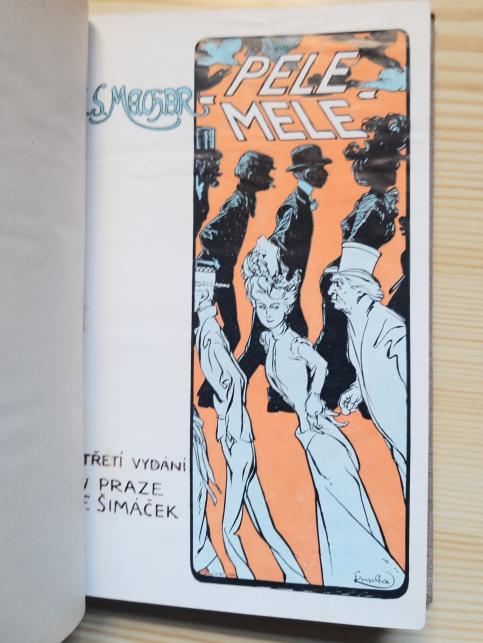 S. MACHAR-
PELE-
MELE-
TŘETÍ VYDÁNÍ
V PRAZE
F. ŠIMÁČEK